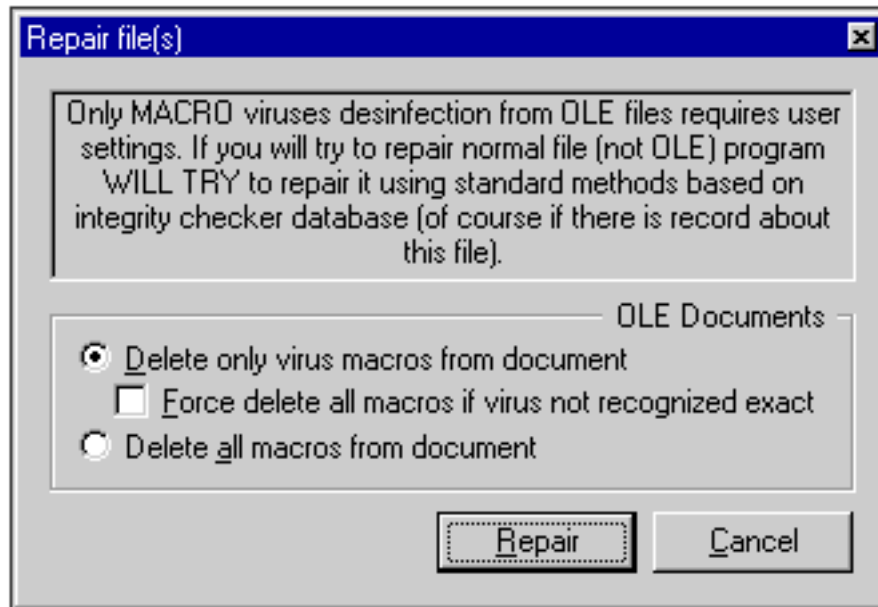 Repair file(s)
Only MACRO viruses desinfection from OLE files requires user
settings. If you will try to repair normal file (not OLE) program
WILL TRY to repair it using standard methods based on
integrity checker database (of course if there is record about
this file).
OLE Documents
Delete only virus macros from document
Force delete all macros if virus not recognized exact
Delete all macros from document
Repair
Cancel